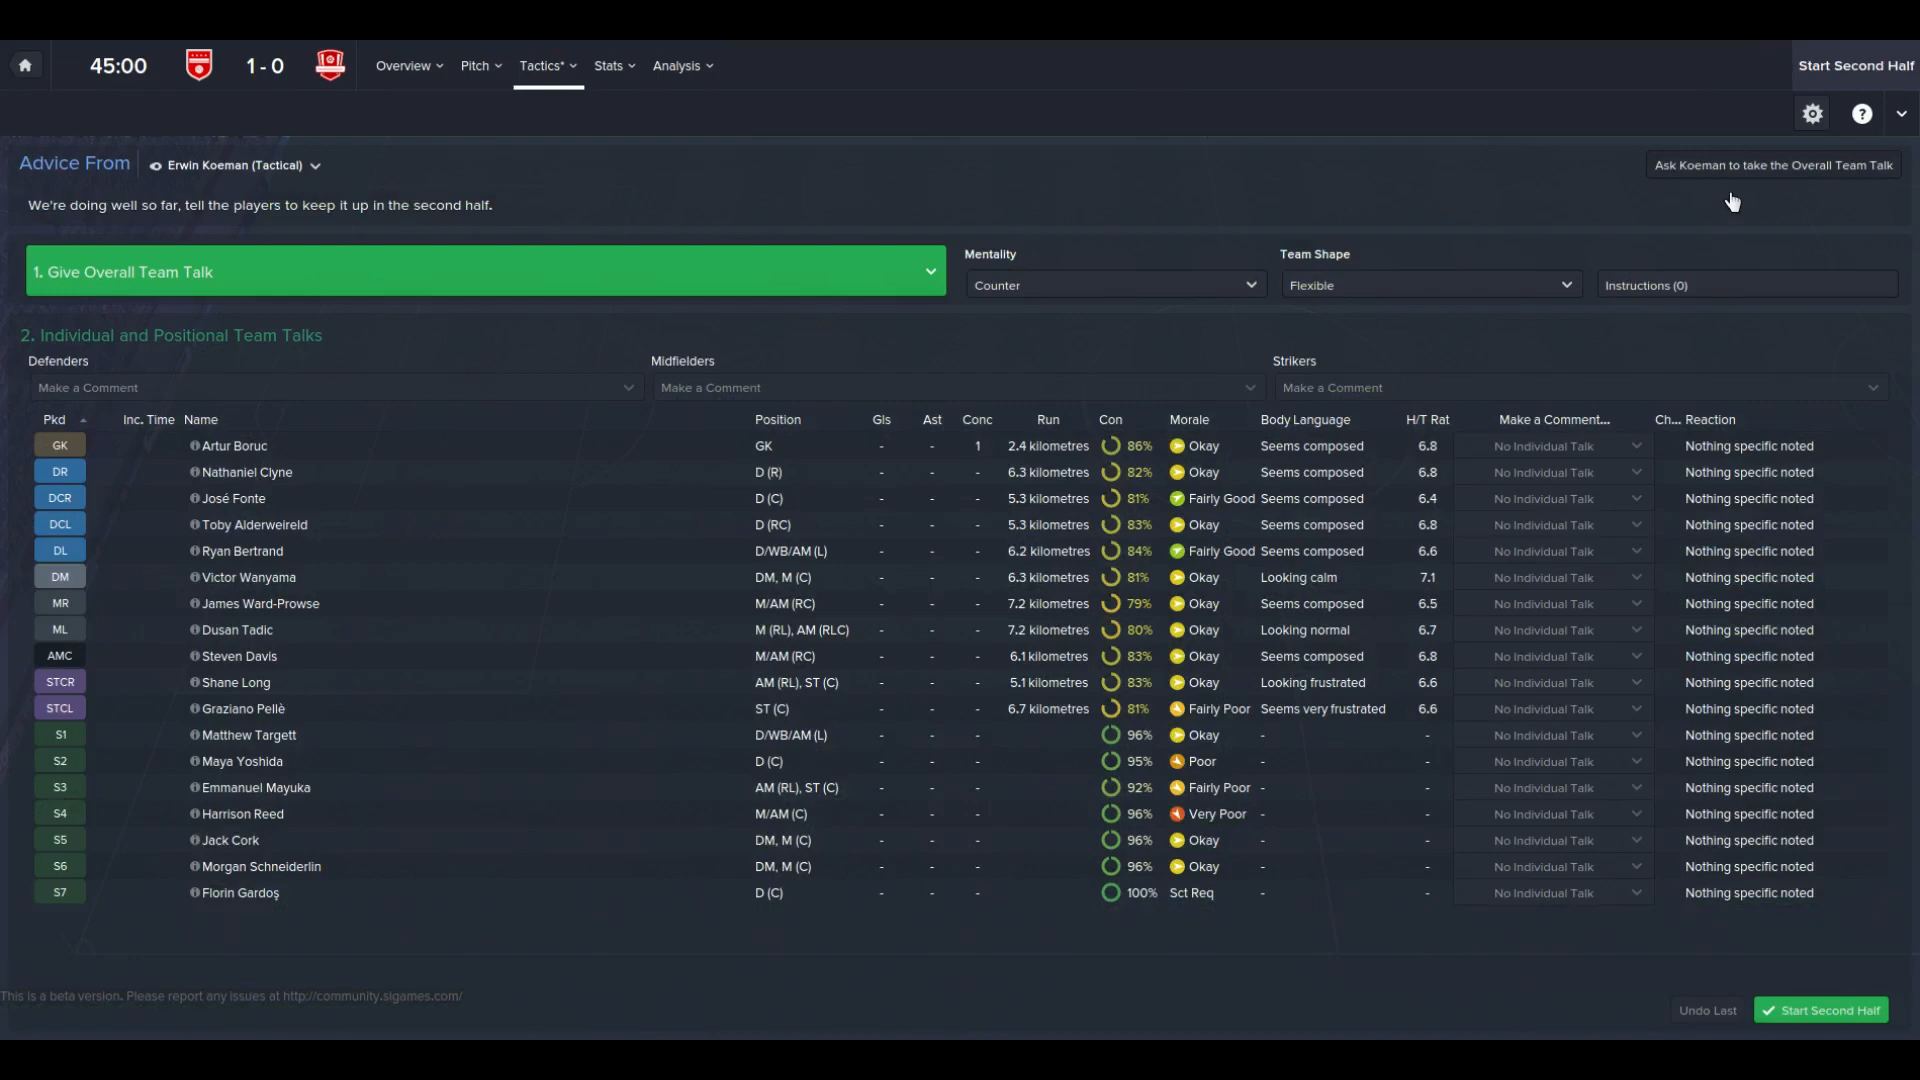 45:00 1 - 0 Overview Pitch Tactics* Stats Analysis Start Second Half
?
Advice From Erwin Koeman (Tactical) Ask Koeman to take the Overall Team Talk
We're doing well so far, tell the players to keep it up in the second half.
Mentality Team Shape
1. Give Overall Team Talk Counter Flexible Instructions (0)
2. Individual and Positional Team Talks
Defenders Midfielders Strikers
Make a Comment Make a Comment Make a Comment
Pkd Inc. Time Name Position Gls Ast Conc Run Con Morale Body Language H/T Rat Make a Comment... Ch... Reaction
GK Artur Boruc GK - - 1 2.4 kilometres 86% Okay Seems composed 6.8 No Individual Talk Nothing specific noted
DR Nathaniel Clyne D (R) - - - 6.3 kilometres 82% Okay Seems composed 6.8 No Individual Talk Nothing specific noted
DCR José Fonte D (C) - - - 5.3 kilometres 81% Fairly Good Seems composed 6.4 No Individual Talk Nothing specific noted
DCL Toby Alderweireld D (RC) - - - 5.3 kilometres 83% Okay Seems composed 6.8 No Individual Talk Nothing specific noted
DL Ryan Bertrand D/WB/AM (L) - - - 6.2 kilometres 84% Fairly Good Seems composed 6.6 No Individual Talk Nothing specific noted
DM Victor Wanyama DM, M (C) - - - 6.3 kilometres 81% Okay Looking calm 7.1 No Individual Talk Nothing specific noted
MR James Ward-Prowse M/AM (RC) - - - 7.2 kilometres 79% Okay Seems composed 6.5 No Individual Talk Nothing specific noted
ML Dusan Tadic M (RL), AM (RLC) - - - 7.2 kilometres 80% Okay Looking normal 6.7 No Individual Talk Nothing specific noted
AMC Steven Davis M/AM (RC) - - - 6.1 kilometres 83% Okay Seems composed 6.8 No Individual Talk Nothing specific noted
STCR Shane Long AM (RL), ST (C) - - - 5.1 kilometres 83% Okay Looking frustrated 6.6 No Individual Talk Nothing specific noted
STCL Graziano Pellè ST (C) - - - 6.7 kilometres 81% Fairly Poor Seems very frustrated 6.6 No Individual Talk Nothing specific noted
S1 Matthew Targett D/WB/AM (L) - - - 96% Okay - - No Individual Talk Nothing specific noted
S2 Maya Yoshida D (C) - - - 95% Poor - - No Individual Talk Nothing specific noted
S3 Emmanuel Mayuka AM (RL), ST (C) - - - 92% Fairly Poor - - No Individual Talk Nothing specific noted
S4 Harrison Reed M/AM (C) - - - 96% Very Poor - - No Individual Talk Nothing specific noted
S5 Jack Cork DM, M (C) - - - 96% Okay - - No Individual Talk Nothing specific noted
S6 Morgan Schneiderlin DM, M (C) - - - 96% Okay - - No Individual Talk Nothing specific noted
S7 Florin Gardoş D (C) - - - 100% Sct Req - - No Individual Talk Nothing specific noted
This is a beta version. Please report any issues at http://community.sigames.com/
Undo Last Start Second Half